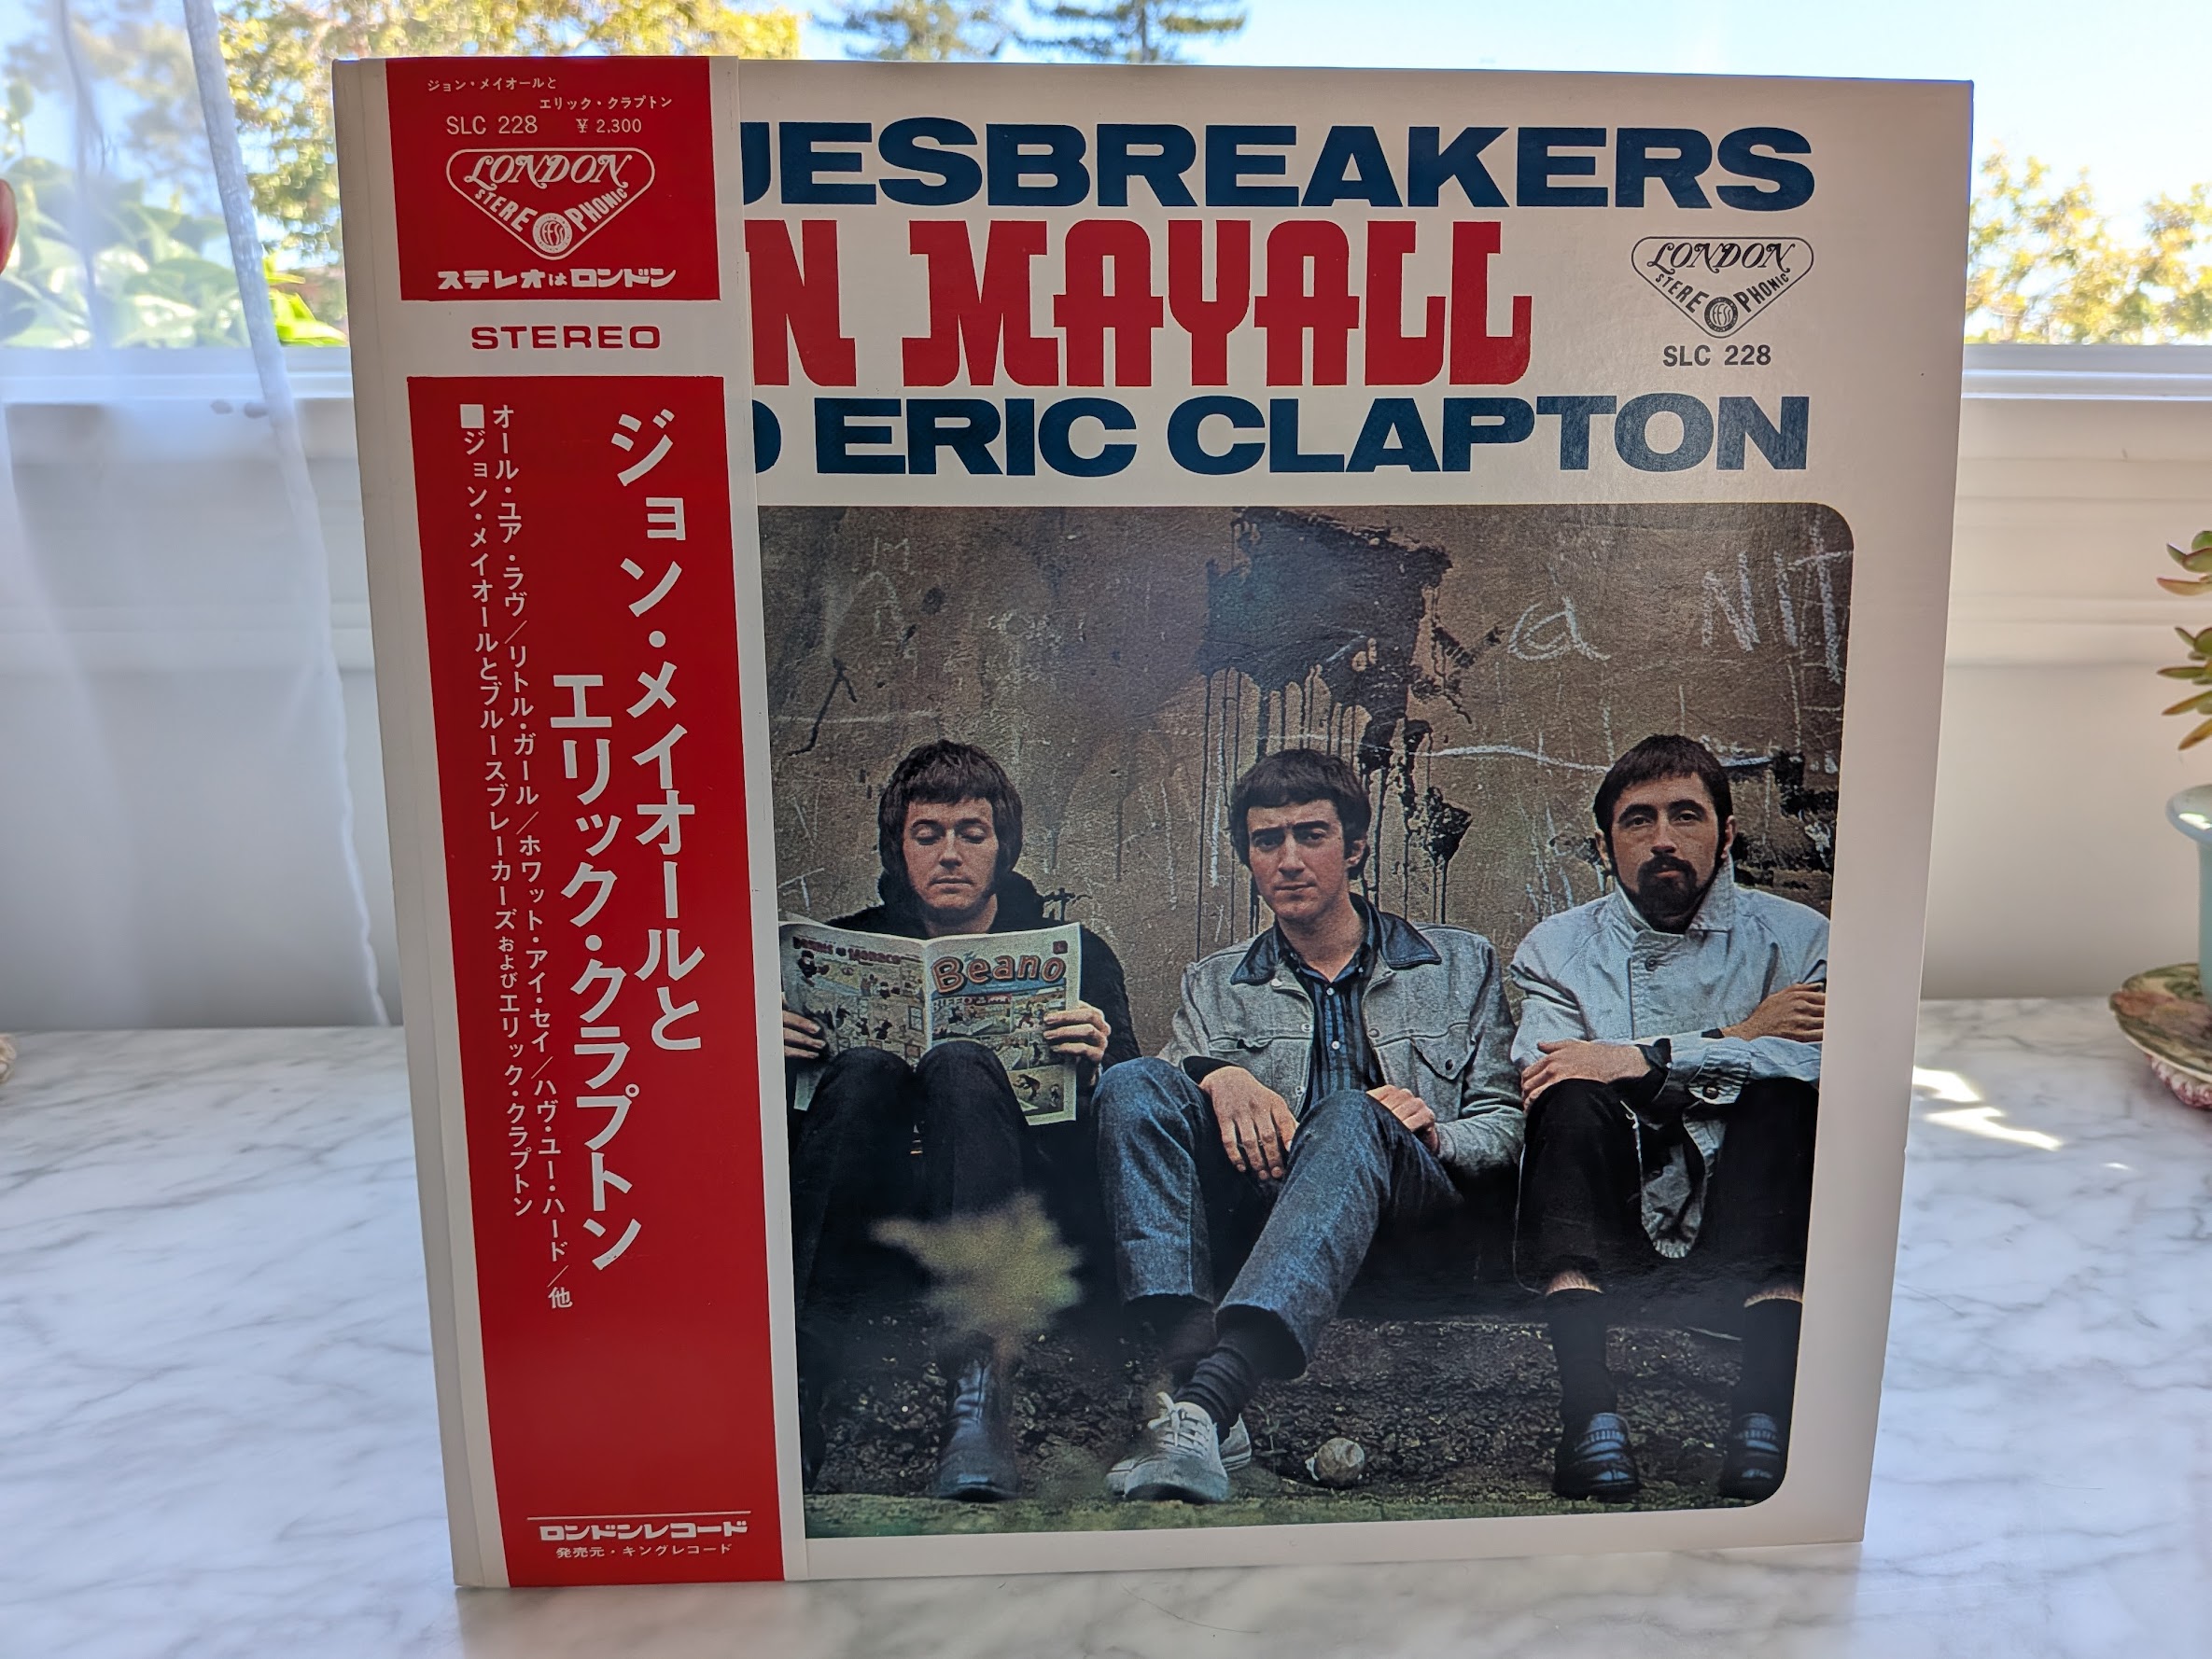 ジョン・メイオールと
エリック・クラプトン
SLC 228 ¥ 2,300
LONDON
STEREOPHONIC
FFSS
ステレオはロンドン
STEREO
ジョン・メイオールと
エリック・クラプトン
オール・ユア・ラヴ/リトル・ガール/ホワット・アイ・セイ/ハヴ・ユー・ハード/他
■ジョン・メイオールとブルースブレーカーズおよびエリック・クラプトン
ロンドンレコード
発売元・キングレコード
UESBREAKERS
N MAYALL
D ERIC CLAPTON
LONDON
STEREOPHONIC
FFSS
SLC 228
Beano